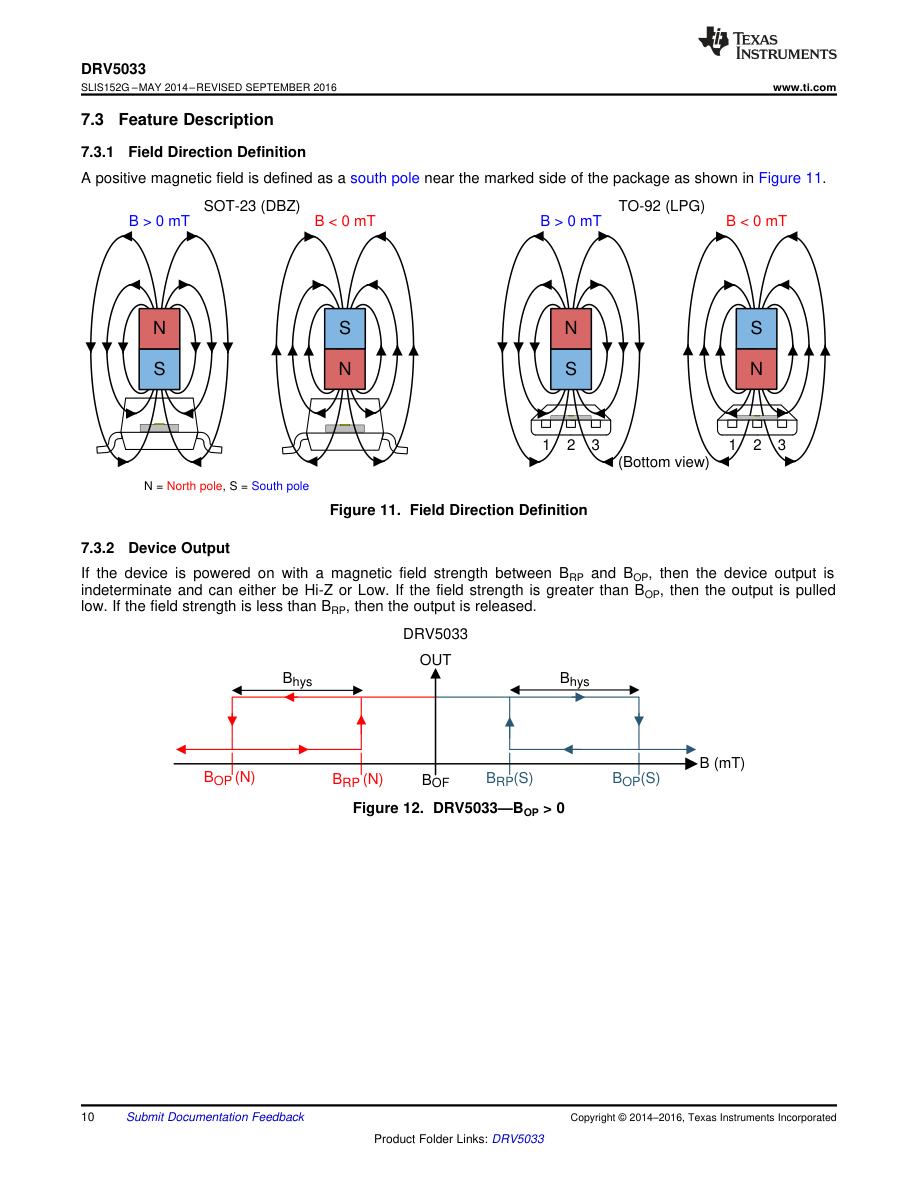 TEXAS
INSTRUMENTS
DRV5033
SLIS152G –MAY 2014–REVISED SEPTEMBER 2016
www.ti.com
7.3 Feature Description
7.3.1 Field Direction Definition
A positive magnetic field is defined as a south pole near the marked side of the package as shown in Figure 11.
SOT-23 (DBZ)
TO-92 (LPG)
B > 0 mT
B < 0 mT
B > 0 mT
B < 0 mT
N
S
N
S
S
N
S
N
1 2 3
1 2 3
(Bottom view)
N = North pole, S = South pole
Figure 11. Field Direction Definition
7.3.2 Device Output
If the device is powered on with a magnetic field strength between BRP and BOP, then the device output is
indeterminate and can either be Hi-Z or Low. If the field strength is greater than BOP, then the output is pulled
low. If the field strength is less than BRP, then the output is released.
DRV5033
OUT
Bhys
Bhys
B (mT)
BOP (N)
BRP (N)
BOF
BRP(S)
BOP(S)
Figure 12. DRV5033—BOP > 0
10
Submit Documentation Feedback
Copyright © 2014–2016, Texas Instruments Incorporated
Product Folder Links: DRV5033